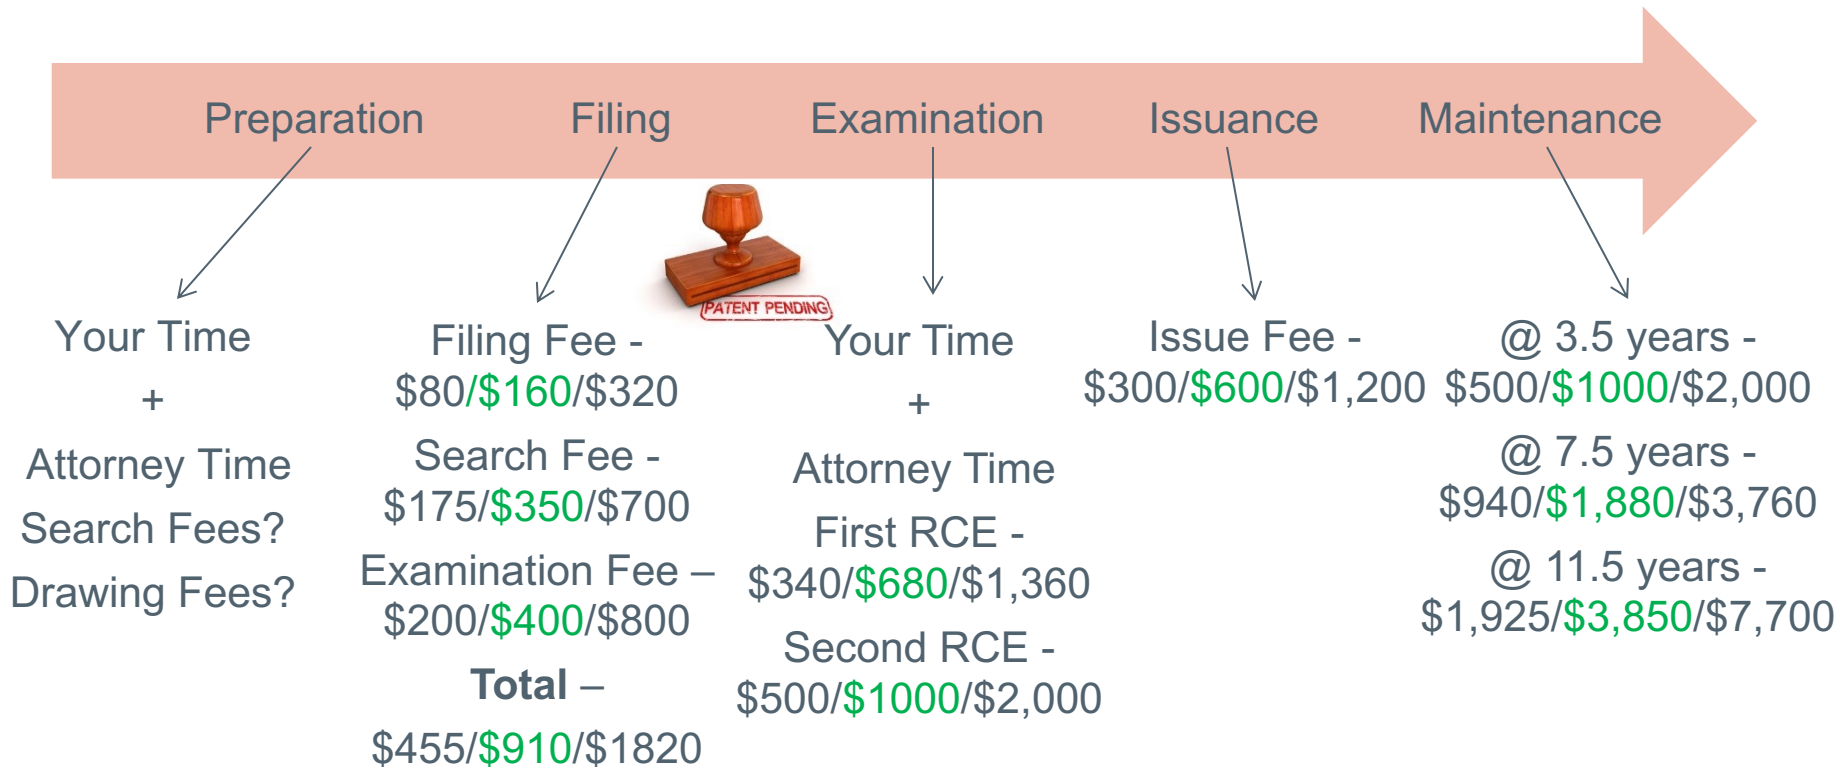 Preparation
Filing
Examination
Issuance
Maintenance
PATENT PENDING
Your Time
+
Attorney Time
Search Fees?
Drawing Fees?
Filing Fee -
$80/$160/$320
Search Fee -
$175/$350/$700
Examination Fee –
$200/$400/$800
Total –
$455/$910/$1820
Your Time
+
Attorney Time
First RCE -
$340/$680/$1,360
Second RCE -
$500/$1000/$2,000
Issue Fee -
$300/$600/$1,200
@ 3.5 years -
$500/$1000/$2,000
@ 7.5 years -
$940/$1,880/$3,760
@ 11.5 years -
$1,925/$3,850/$7,700